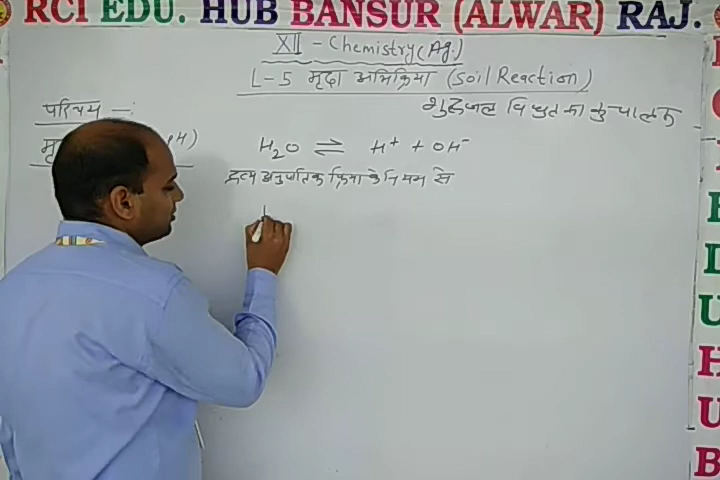 RCI EDU. HUB BANSUR (ALWAR) RAJ.
XII - Chemistry (Ag.)
L-5 मृदा अभिक्रिया (Soil Reaction)
परिचय -:
शुद्ध जल विधुत का कुचालक
H₂O ⇌ H⁺ + OH⁻
द्रव्य अनुपातिक क्रिया के नियम से